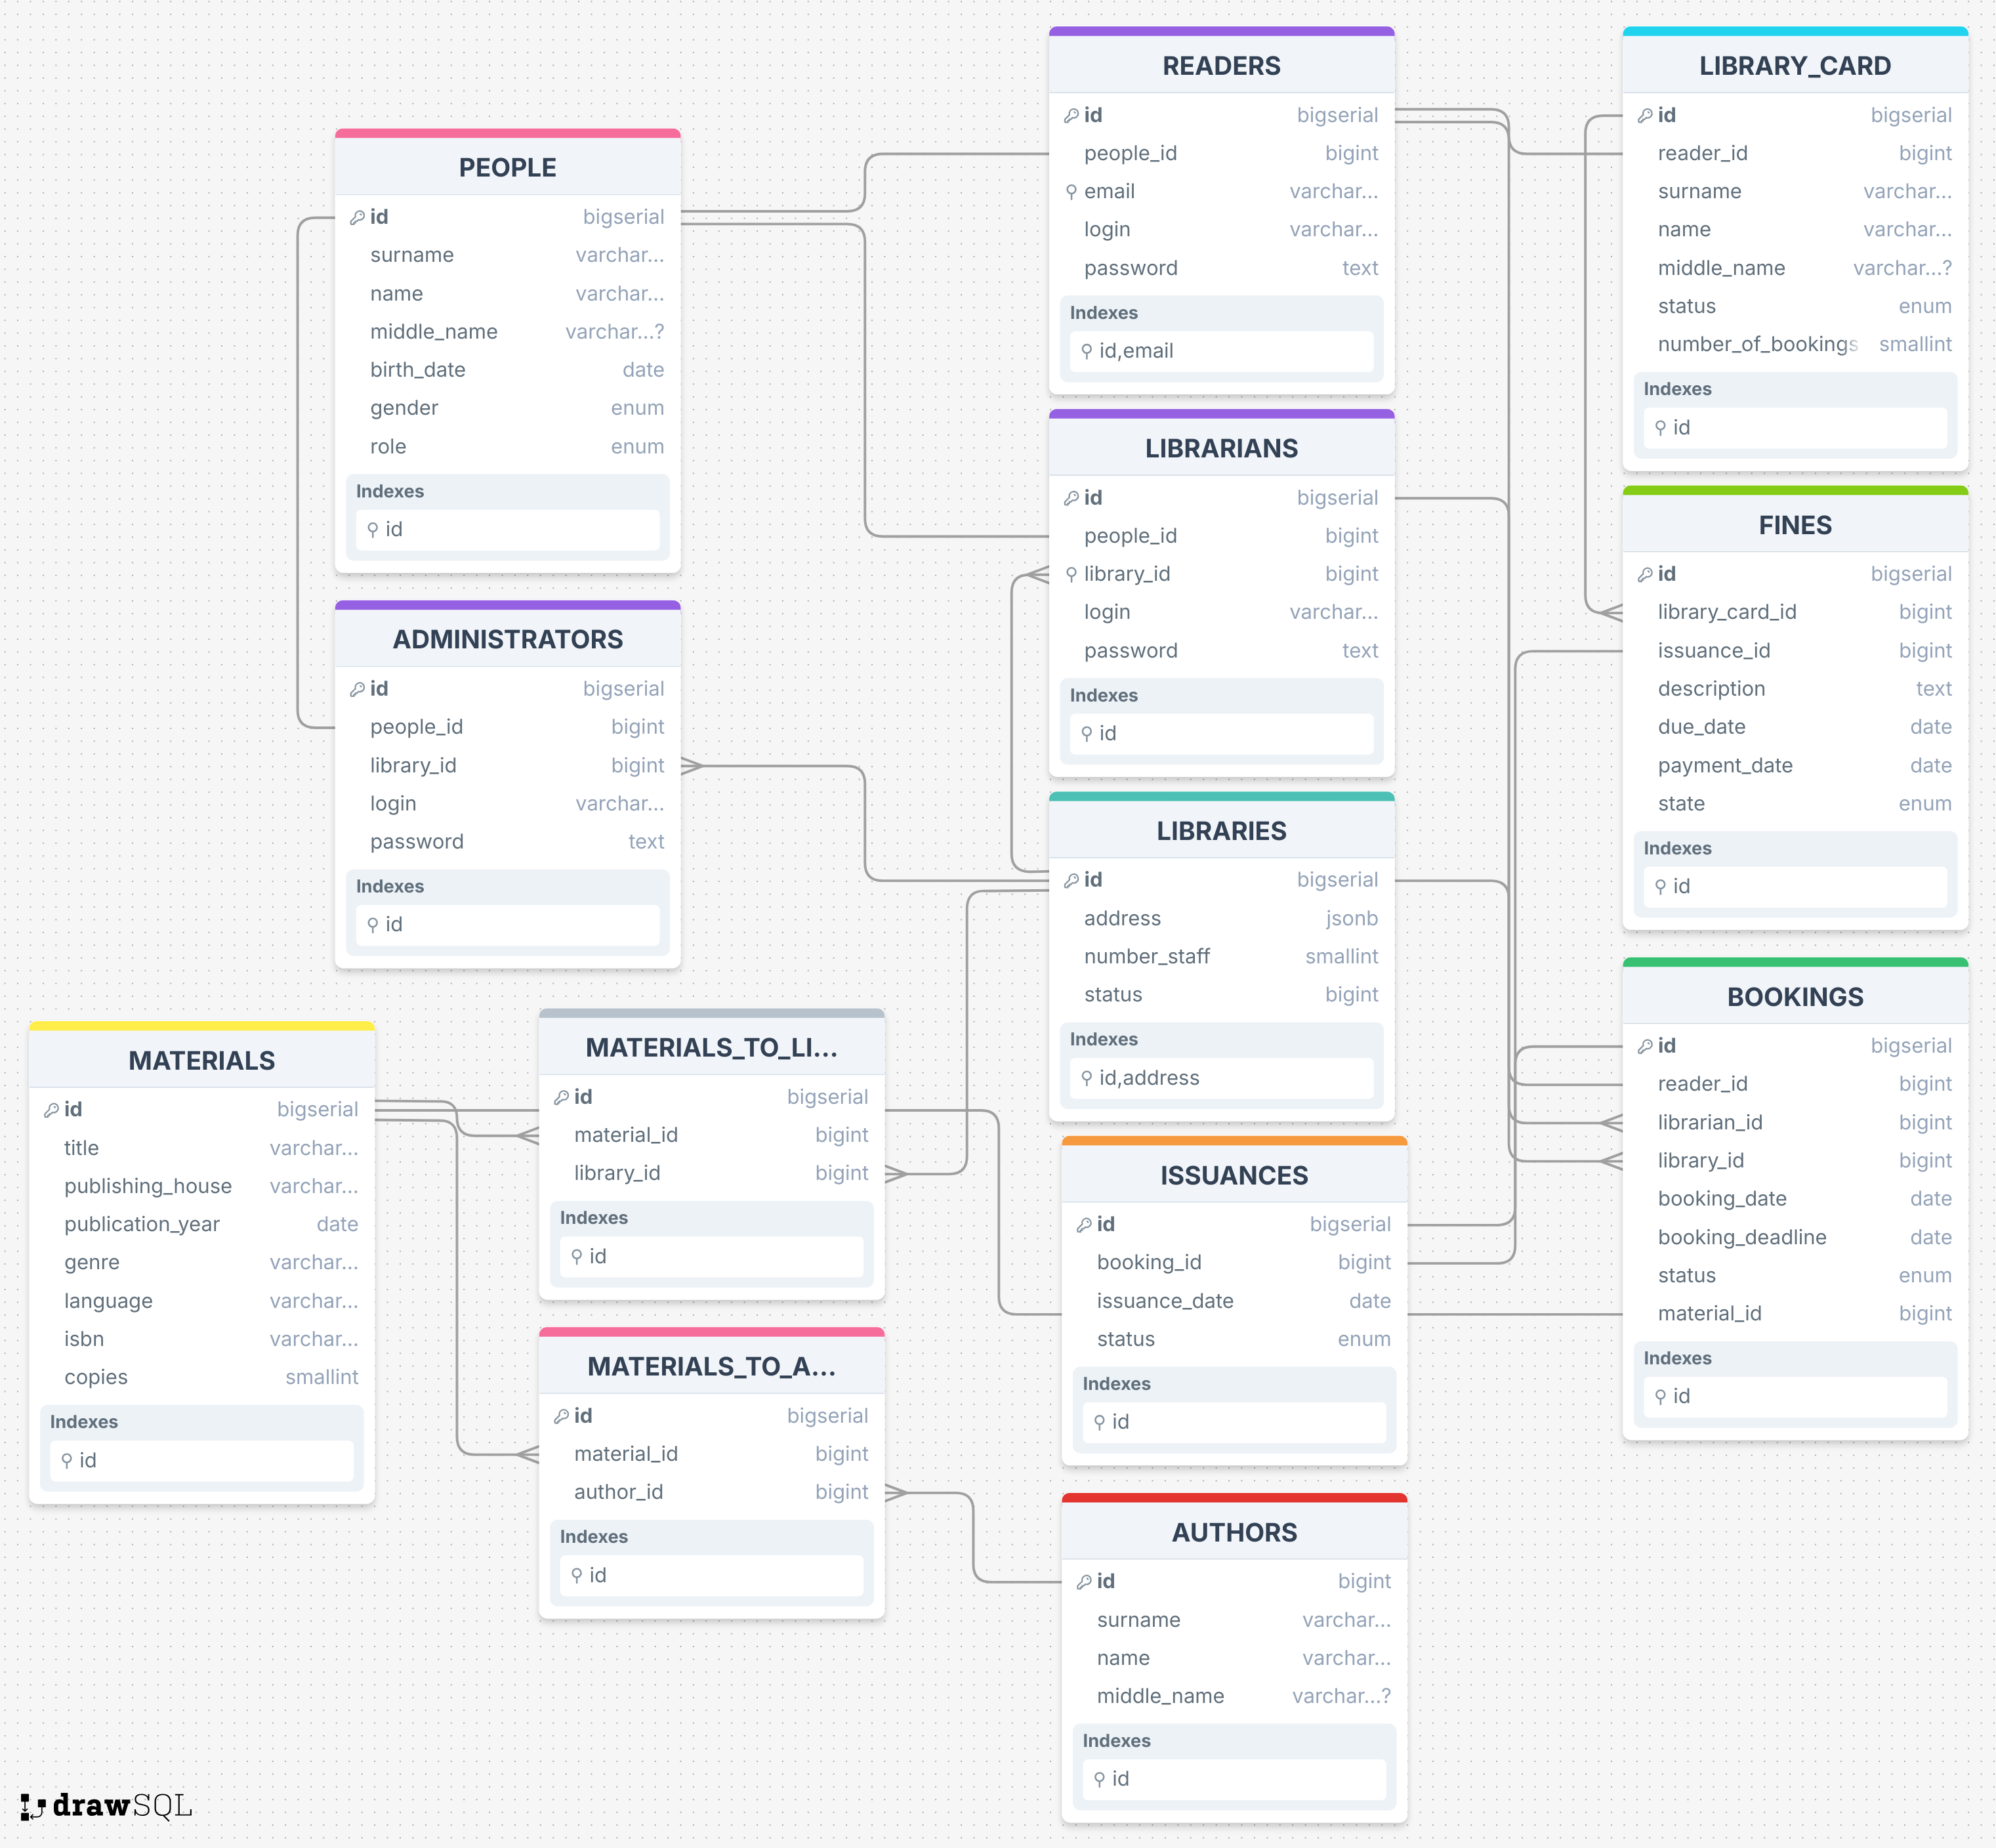 PEOPLE
id bigserial
surname varchar...
name varchar...
middle_name varchar...?
birth_date date
gender enum
role enum
Indexes
id
ADMINISTRATORS
id bigserial
people_id bigint
library_id bigint
login varchar...
password text
Indexes
id
MATERIALS
id bigserial
title varchar...
publishing_house varchar...
publication_year date
genre varchar...
language varchar...
isbn varchar...
copies smallint
Indexes
id
MATERIALS_TO_LI...
id bigserial
material_id bigint
library_id bigint
Indexes
id
MATERIALS_TO_A...
id bigserial
material_id bigint
author_id bigint
Indexes
id
READERS
id bigserial
people_id bigint
email varchar...
login varchar...
password text
Indexes
id,email
LIBRARIANS
id bigserial
people_id bigint
library_id bigint
login varchar...
password text
Indexes
id
LIBRARIES
id bigserial
address jsonb
number_staff smallint
status bigint
Indexes
id,address
ISSUANCES
id bigserial
booking_id bigint
issuance_date date
status enum
Indexes
id
AUTHORS
id bigint
surname varchar...
name varchar...
middle_name varchar...?
Indexes
id
LIBRARY_CARD
id bigserial
reader_id bigint
surname varchar...
name varchar...
middle_name varchar...?
status enum
number_of_bookings smallint
Indexes
id
FINES
id bigserial
library_card_id bigint
issuance_id bigint
description text
due_date date
payment_date date
state enum
Indexes
id
BOOKINGS
id bigserial
reader_id bigint
librarian_id bigint
library_id bigint
booking_date date
booking_deadline date
status enum
material_id bigint
Indexes
id
drawSQL